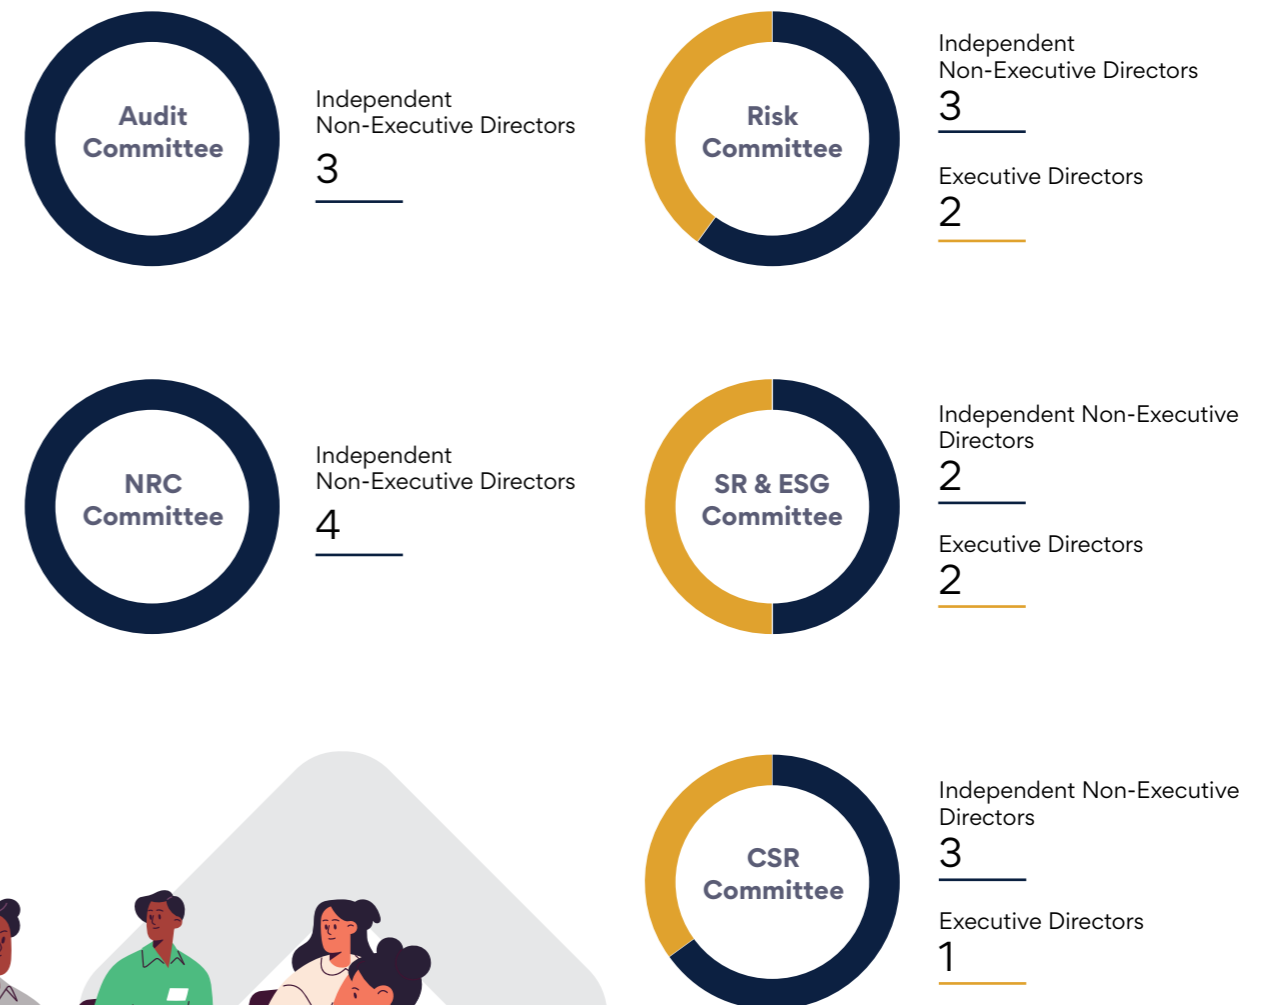 Audit
Committee
Independent
Non-Executive Directors
3
Risk
Committee
Independent
Non-Executive Directors
3
Executive Directors
2
NRC
Committee
Independent
Non-Executive Directors
4
SR & ESG
Committee
Independent Non-Executive
Directors
2
Executive Directors
2
CSR
Committee
Independent Non-Executive
Directors
3
Executive Directors
1